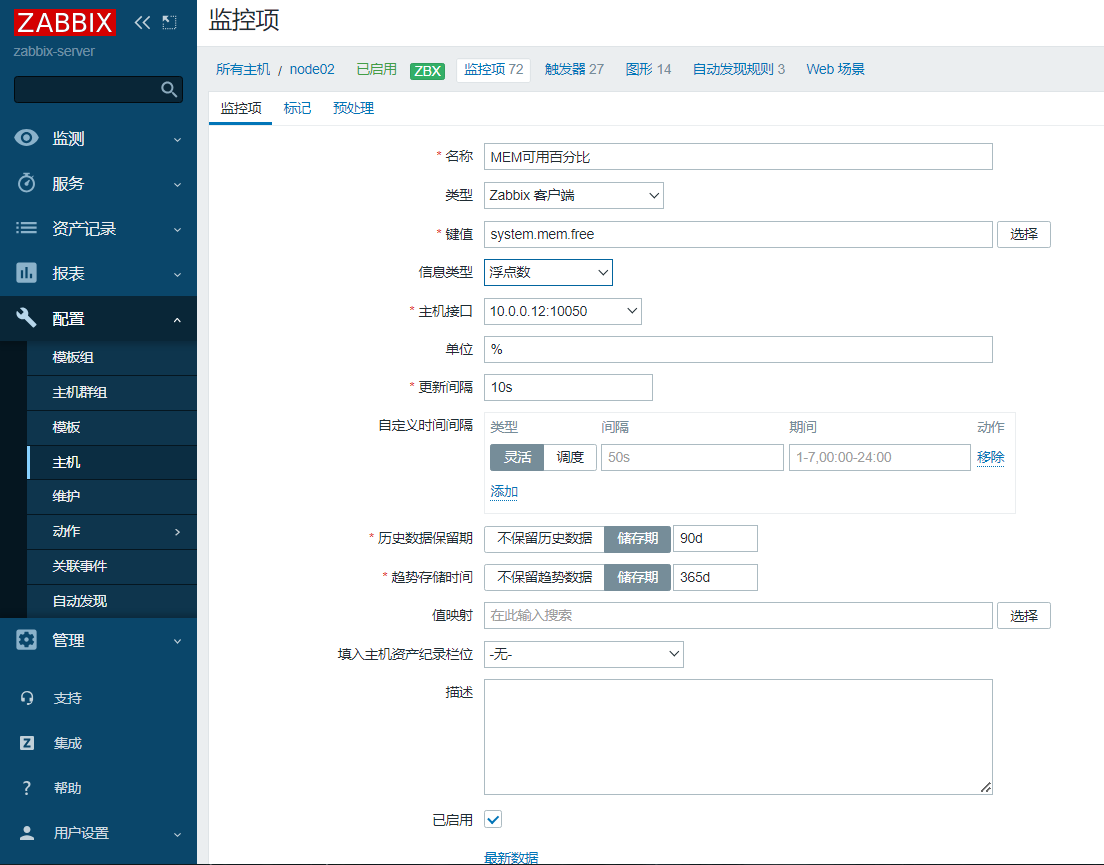 ZABBIX
zabbix-server
监测
服务
资产记录
报表
配置
模板组
主机群组
模板
主机
维护
动作
关联事件
自动发现
管理
支持
Z 集成
? 帮助
用户设置
监控项
所有主机 / node02 已启用 ZBX 监控项 72 触发器 27 图形 14 自动发现规则 3 Web 场景
监控项 标记 预处理
* 名称 MEM可用百分比
类型 Zabbix 客户端
* 键值 system.mem.free 选择
信息类型 浮点数
* 主机接口 10.0.0.12:10050
单位 %
* 更新间隔 10s
自定义时间间隔 类型 间隔 期间 动作
灵活 调度 50s 1-7,00:00-24:00 移除
添加
* 历史数据保留期 不保留历史数据 储存期 90d
* 趋势存储时间 不保留趋势数据 储存期 365d
值映射 在此输入搜索 选择
填入主机资产纪录栏位 -无-
描述
已启用
最新数据